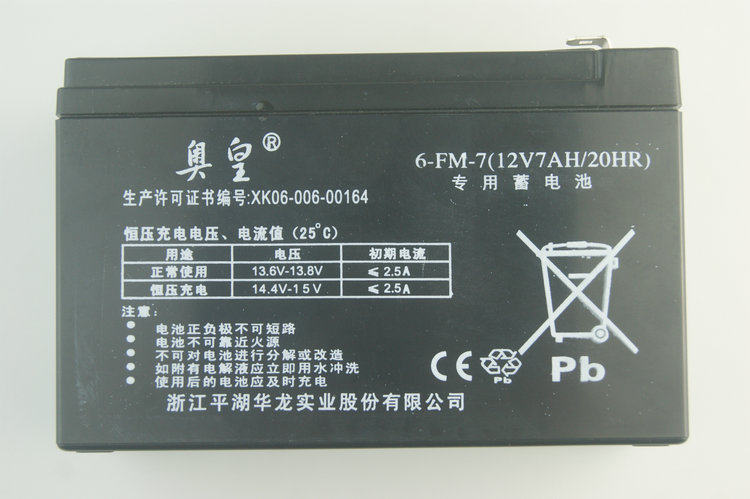 奥皇®
6-FM-7(12V7AH/20HR)
专用蓄电池
生产许可证书编号:XK06-006-00164
恒压充电电压、电流值（25°C）
用途 电压 初期电流
正常使用 13.6V-13.8V ≤ 2.5A
恒压充电 14.4V-15V ≤ 2.5A
注意:
电池正负极不可短路
电池不可靠近火源
不可对电池进行分解或改造
如附有电解液应立即用水冲洗
使用后的电池应及时充电
CE
Pb
Pb
浙江平湖华龙实业股份有限公司